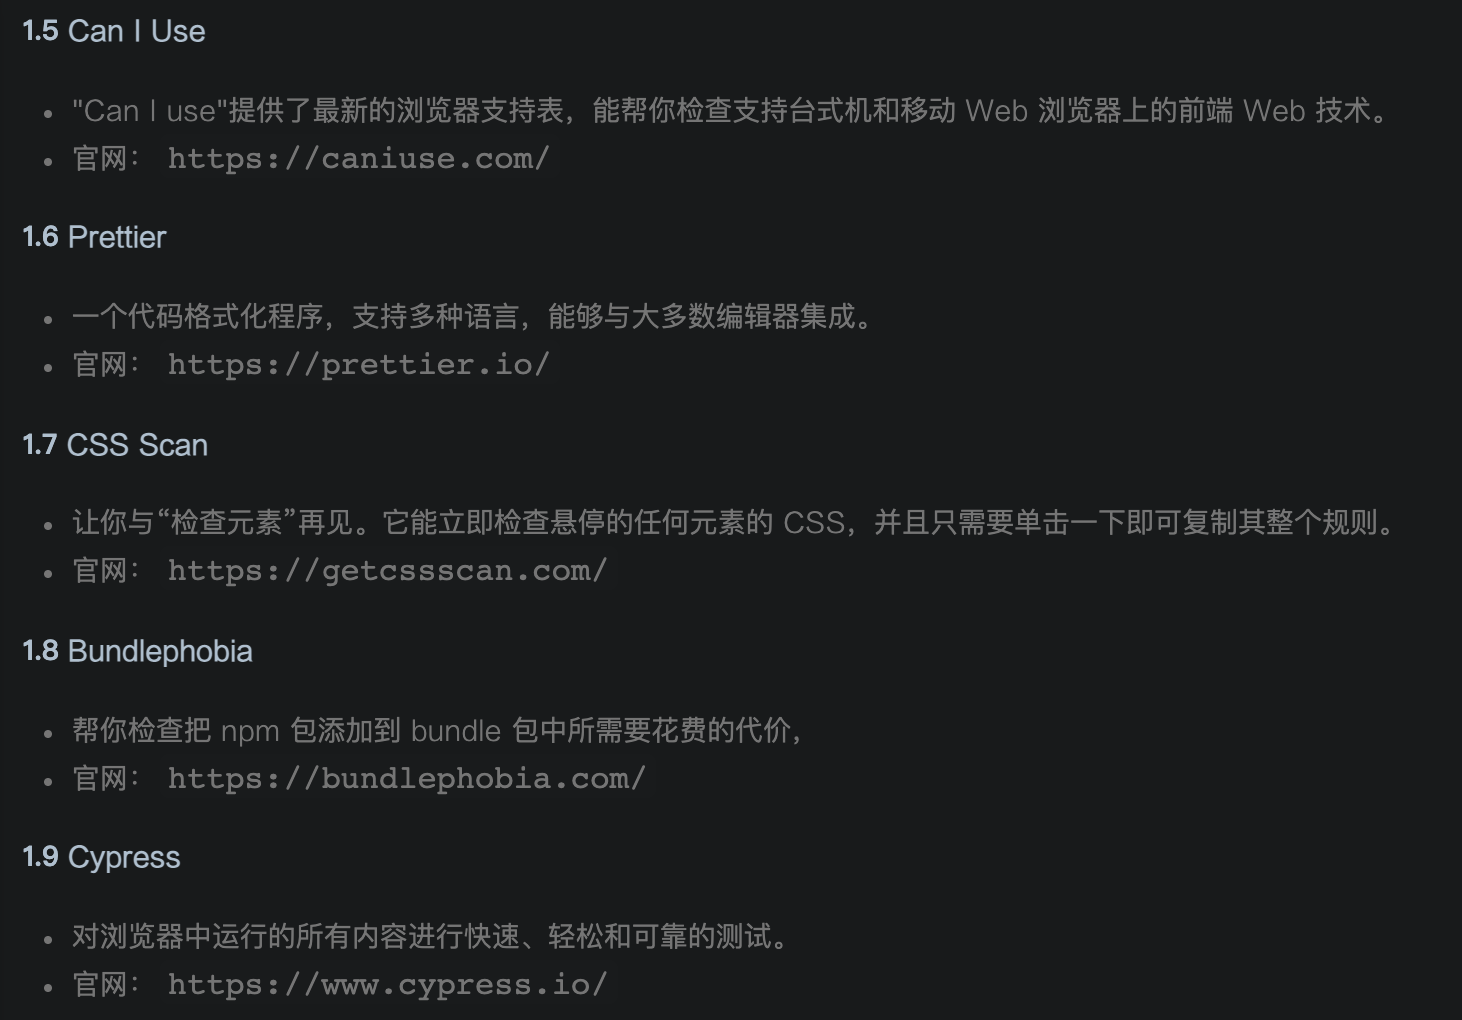 1.5 Can I Use
• "Can I use"提供了最新的浏览器支持表，能帮你检查支持台式机和移动 Web 浏览器上的前端 Web 技术。
• 官网： https://caniuse.com/
1.6 Prettier
• 一个代码格式化程序，支持多种语言，能够与大多数编辑器集成。
• 官网： https://prettier.io/
1.7 CSS Scan
• 让你与“检查元素”再见。它能立即检查悬停的任何元素的 CSS，并且只需要单击一下即可复制其整个规则。
• 官网： https://getcssscan.com/
1.8 Bundlephobia
• 帮你检查把 npm 包添加到 bundle 包中所需要花费的代价，
• 官网： https://bundlephobia.com/
1.9 Cypress
• 对浏览器中运行的所有内容进行快速、轻松和可靠的测试。
• 官网： https://www.cypress.io/